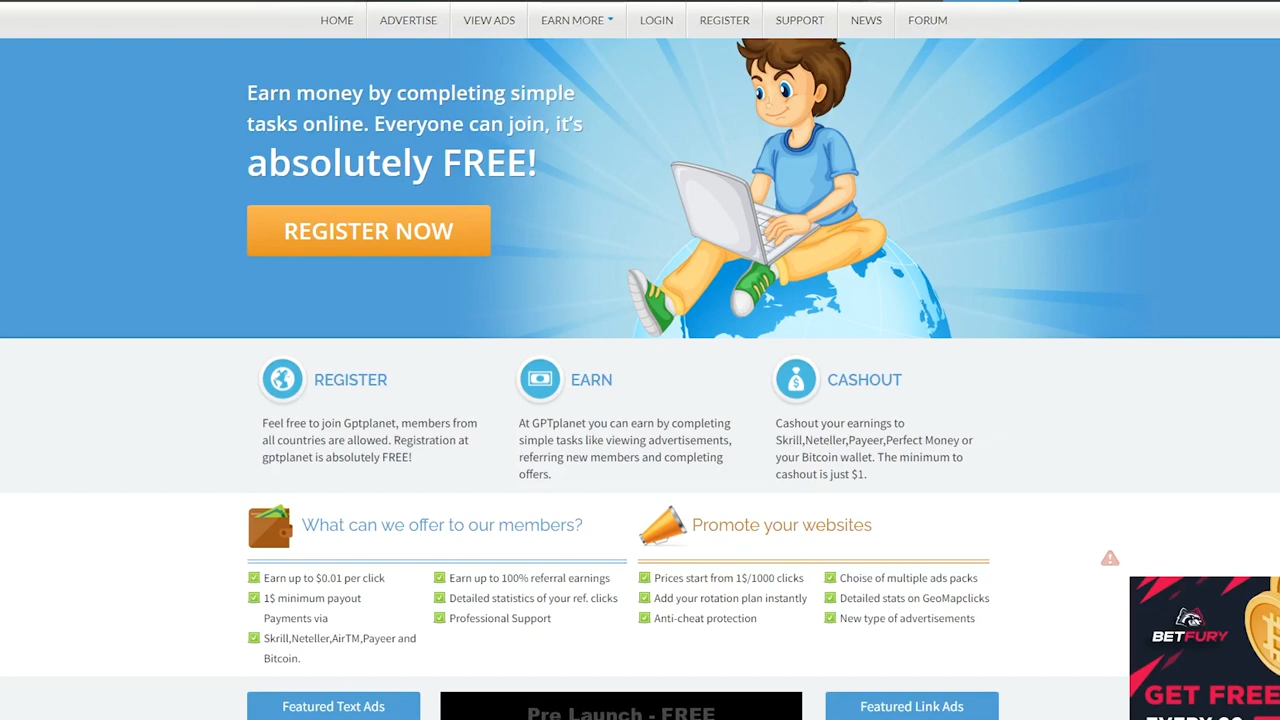 HOME ADVERTISE VIEW ADS EARN MORE LOGIN REGISTER SUPPORT NEWS FORUM
Earn money by completing simple
tasks online. Everyone can join, it's
absolutely FREE!
REGISTER NOW
REGISTER
Feel free to join Gptplanet, members from
all countries are allowed. Registration at
gptplanet is absolutely FREE!
EARN
At GPTplanet you can earn by completing
simple tasks like viewing advertisements,
referring new members and completing
offers.
CASHOUT
Cashout your earnings to
Skrill,Neteller,Payeer,Perfect Money or
your Bitcoin wallet. The minimum to
cashout is just $1.
What can we offer to our members?
Earn up to $0.01 per click
1$ minimum payout
Payments via
Skrill,Neteller,AirTM,Payeer and
Bitcoin.
Earn up to 100% referral earnings
Detailed statistics of your ref. clicks
Professional Support
Promote your websites
Prices start from 1$/1000 clicks
Add your rotation plan instantly
Anti-cheat protection
Choise of multiple ads packs
Detailed stats on GeoMapclicks
New type of advertisements
BETFURY
GET FREE
Featured Text Ads
Pre Launch - FREE
Featured Link Ads